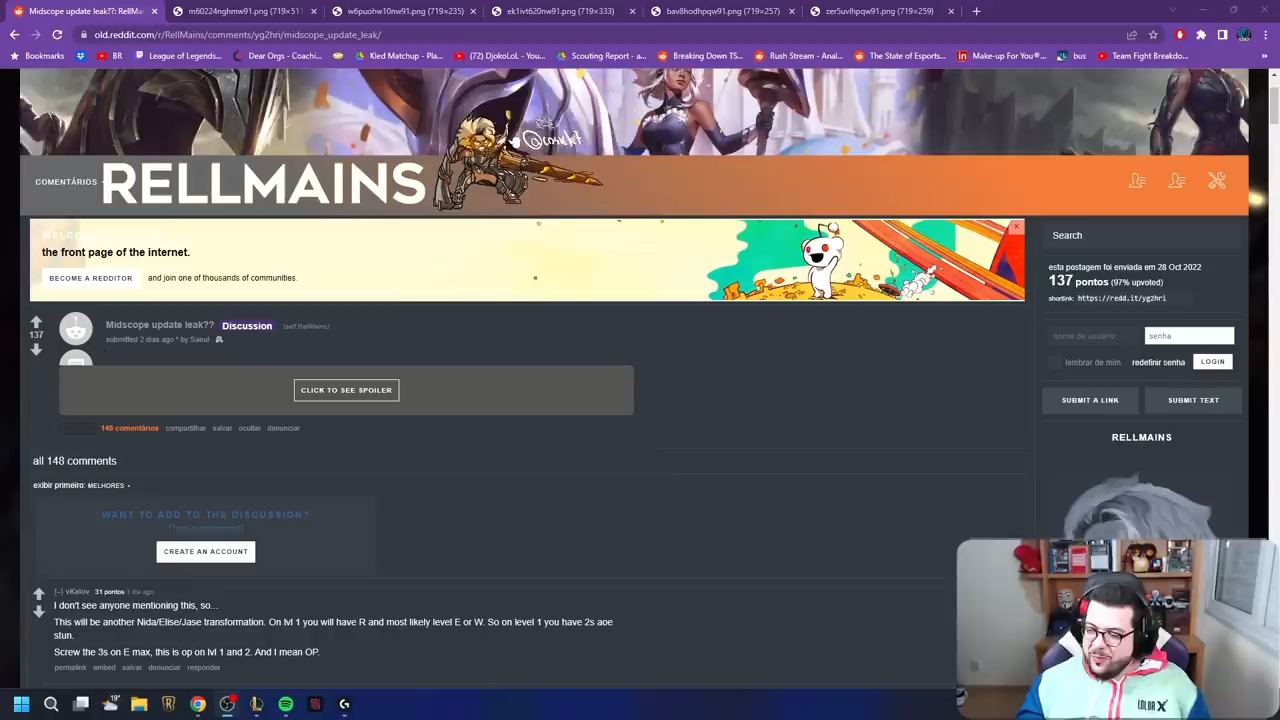 Midscope update leak??: RellMai
m60224nghmw91.png (719×511
w6puohw10nw91.png (719×235)
ek1ivt620nw91.png (719×333)
bav8hodhpqw91.png (719×257)
zer5uvlhpqw91.png (719×259)
old.reddit.com/r/RellMains/comments/yg2hri/midscope_update_leak/
Bookmarks
BR
League of Legends...
Dear Orgs - Coachi...
Kled Matchup - Pla...
(72) DjokoLoL - You...
Scouting Report - a...
Breaking Down TS...
Rush Stream - Anal...
The State of Esports...
Make-up For You®...
bus
Team Fight Breakdo...
COMENTÁRIOS
RELLMAINS
the front page of the internet.
BECOME A REDDITOR
and join one of thousands of communities.
Search
esta postagem foi enviada em 28 Oct 2022
137 pontos (97% upvoted)
shortlink: https://redd.it/yg2hri
nome de usuário
senha
lembrar de mim
redefinir senha
LOGIN
SUBMIT A LINK
SUBMIT TEXT
RELLMAINS
137
Midscope update leak?? Discussion (self.RellMains)
submitted 2 dias ago * by Saeul
CLICK TO SEE SPOILER
148 comentários compartilhar salvar ocultar denunciar
all 148 comments
exibir primeiro: MELHORES
WANT TO ADD TO THE DISCUSSION?
Post a comment!
CREATE AN ACCOUNT
[–] vKalov 31 pontos 1 dia ago
I don't see anyone mentioning this, so...
This will be another Nida/Elise/Jase transformation. On lvl 1 you will have R and most likely level E or W. So on level 1 you have 2s aoe
stun.
Screw the 3s on E max, this is op on lvl 1 and 2. And I mean OP.
permalink embed salvar denunciar responder
19°